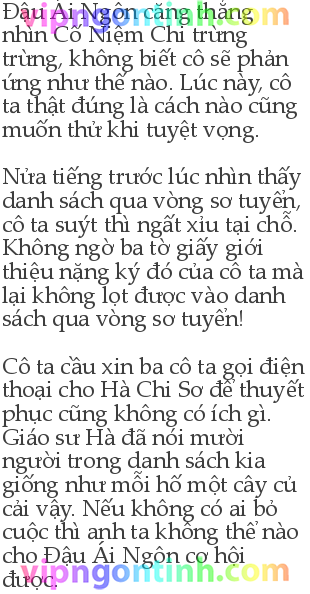 Đậu Ái Ngôn căng thẳng
nhìn Cố Niệm Chi trừng
trừng, không biết cô sẽ phản
ứng như thế nào. Lúc này, cô
ta thật đúng là cách nào cũng
muốn thử khi tuyệt vọng.
Nửa tiếng trước lúc nhìn thấy
danh sách qua vòng sơ tuyển,
cô ta suýt thì ngất xỉu tại chỗ.
Không ngờ ba tờ giấy giới
thiệu nặng ký đó của cô ta mà
lại không lọt được vào danh
sách qua vòng sơ tuyển!
Cô ta cầu xin ba cô ta gọi điện
thoại cho Hà Chi Sơ để thuyết
phục cũng không có ích gì.
Giáo sư Hà đã nói mười
người trong danh sách kia
giống như mỗi hố một cây củ
cải vậy. Nếu không có ai bỏ
cuộc thì anh ta không thể nào
cho Đậu Ái Ngôn cơ hội
được.
vipngontinh.com
vipngontinh.com